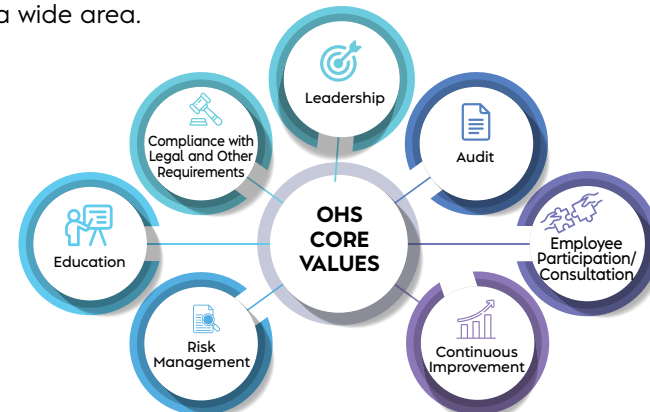 a wide area.
Leadership
Compliance with
Legal and Other
Requirements
Audit
OHS
CORE
VALUES
Education
Employee
Participation/
Consultation
Risk
Management
Continuous
Improvement